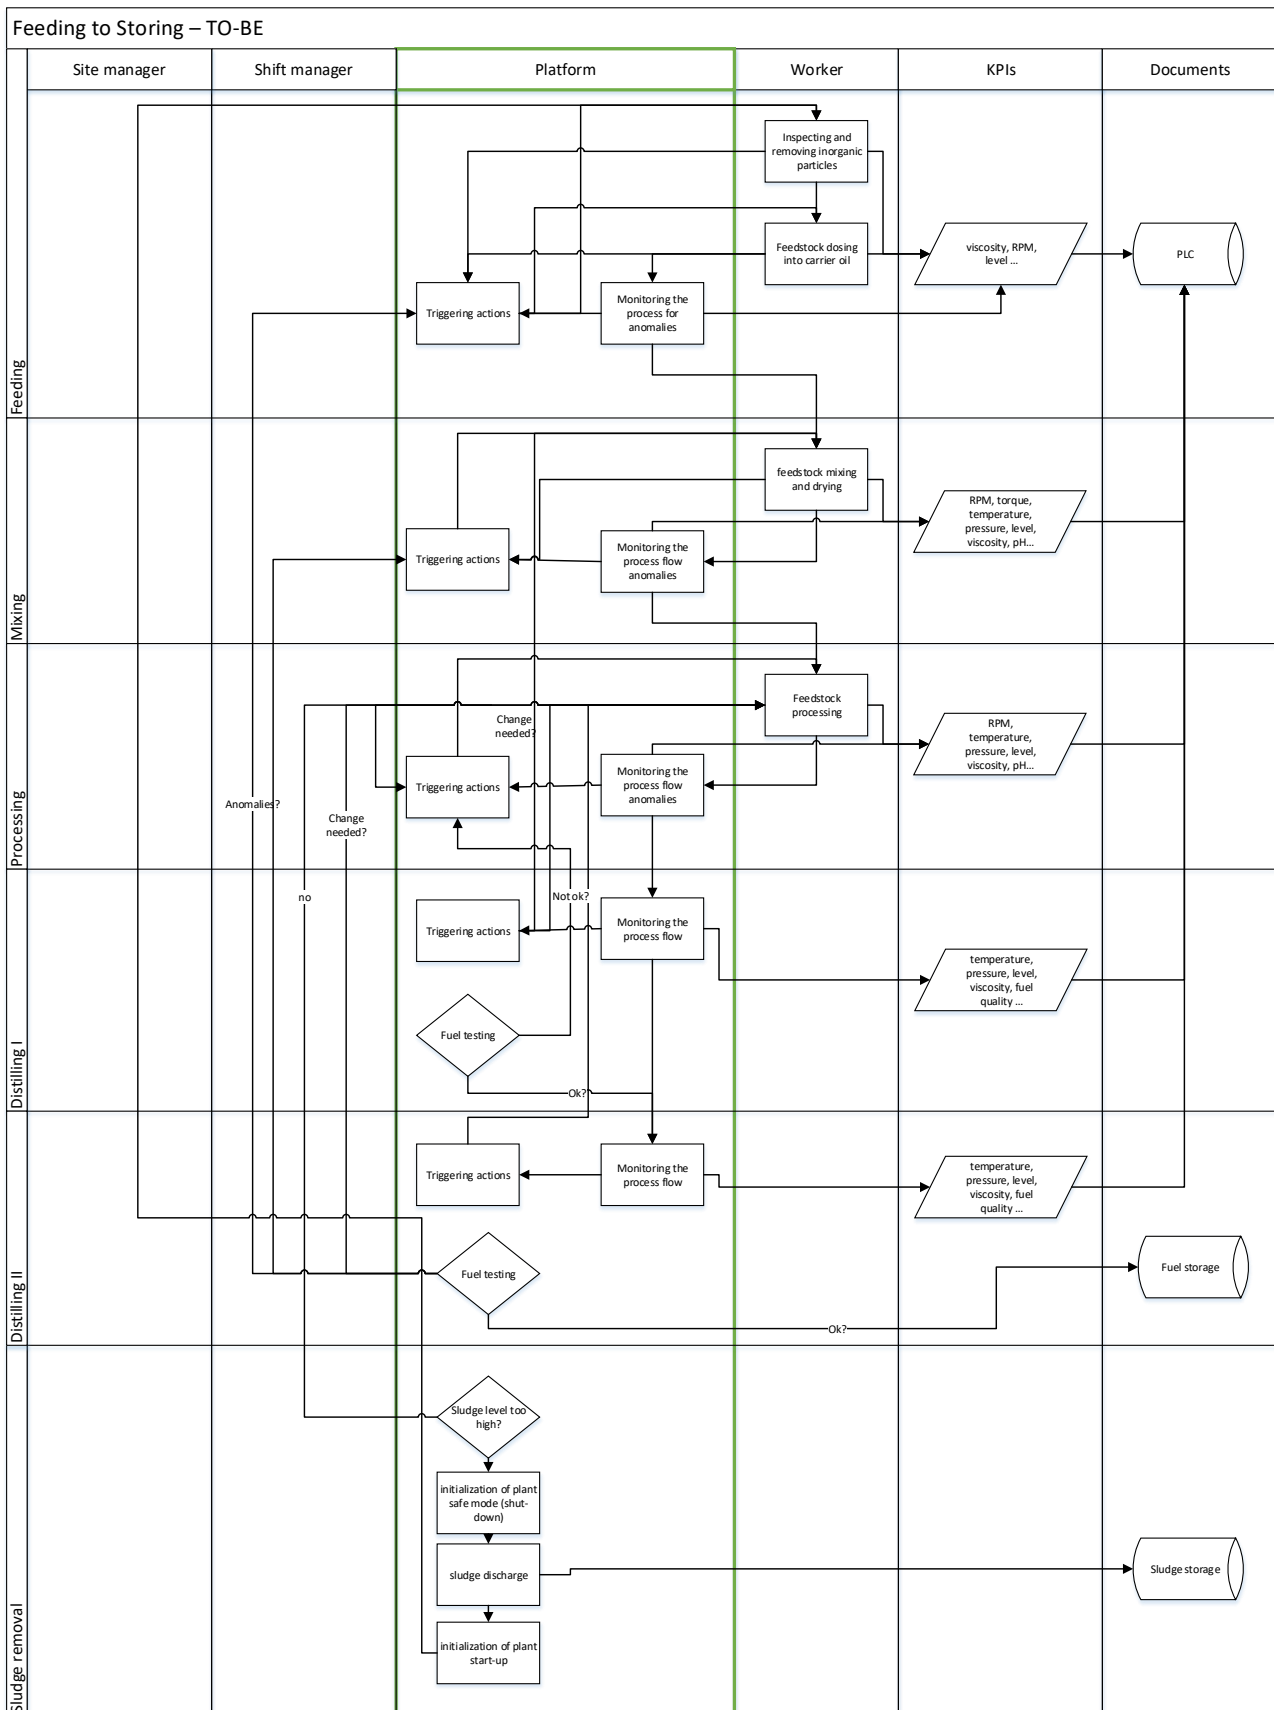 Feeding to Storing – TO-BE
Site manager
Shift manager
Platform
Worker
KPIs
Documents
Feeding
Inspecting and
removing inorganic
particles
Feedstock dosing
into carrier oil
viscosity, RPM,
level ...
PLC
Triggering actions
Monitoring the
process for
anomalies
Mixing
feedstock mixing
and drying
RPM, torque,
temperature,
pressure, level,
viscosity, pH...
Triggering actions
Monitoring the
process flow
anomalies
Processing
Feedstock
processing
Change
needed?
RPM,
temperature,
pressure, level,
viscosity, pH...
Triggering actions
Monitoring the
process flow
anomalies
Anomalies?
Change
needed?
Distilling I
no
Not ok?
Triggering actions
Monitoring the
process flow
temperature,
pressure, level,
viscosity, fuel
quality ...
Fuel testing
Ok?
Distilling II
Triggering actions
Monitoring the
process flow
temperature,
pressure, level,
viscosity, fuel
quality ...
Fuel testing
Fuel storage
Ok?
Sludge removal
Sludge level too
high?
initialization of plant
safe mode (shut-
down)
sludge discharge
Sludge storage
initialization of plant
start-up